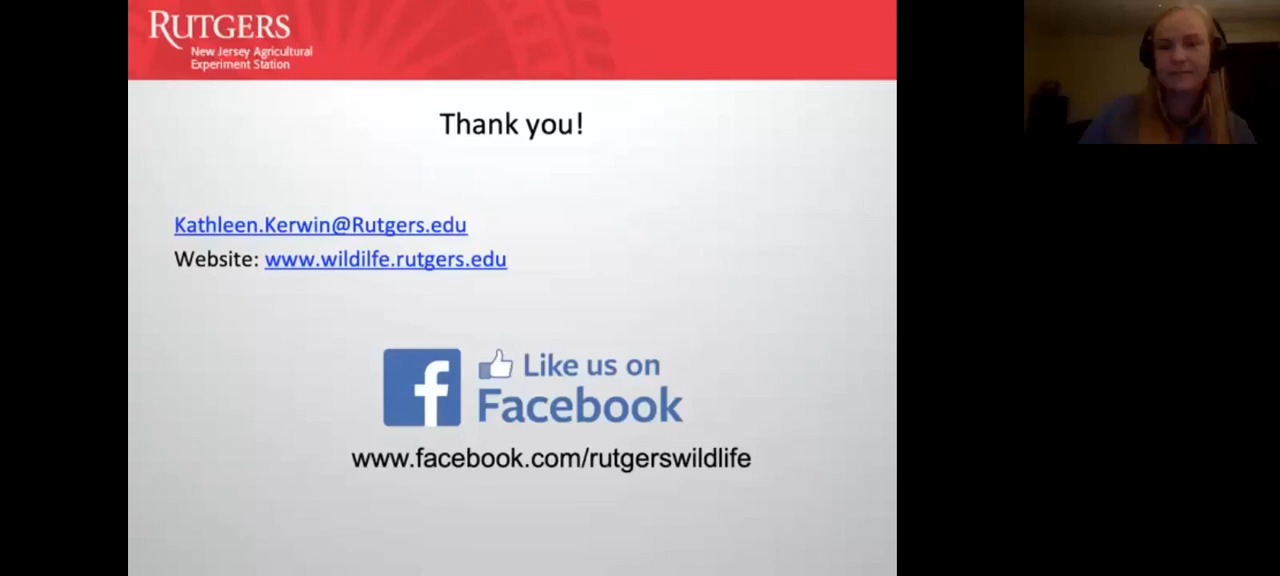 RUTGERS
New Jersey Agricultural
Experiment Station
Thank you!
Kathleen.Kerwin@Rutgers.edu
Website: www.wildilfe.rutgers.edu
Like us on
Facebook
www.facebook.com/rutgerswildlife